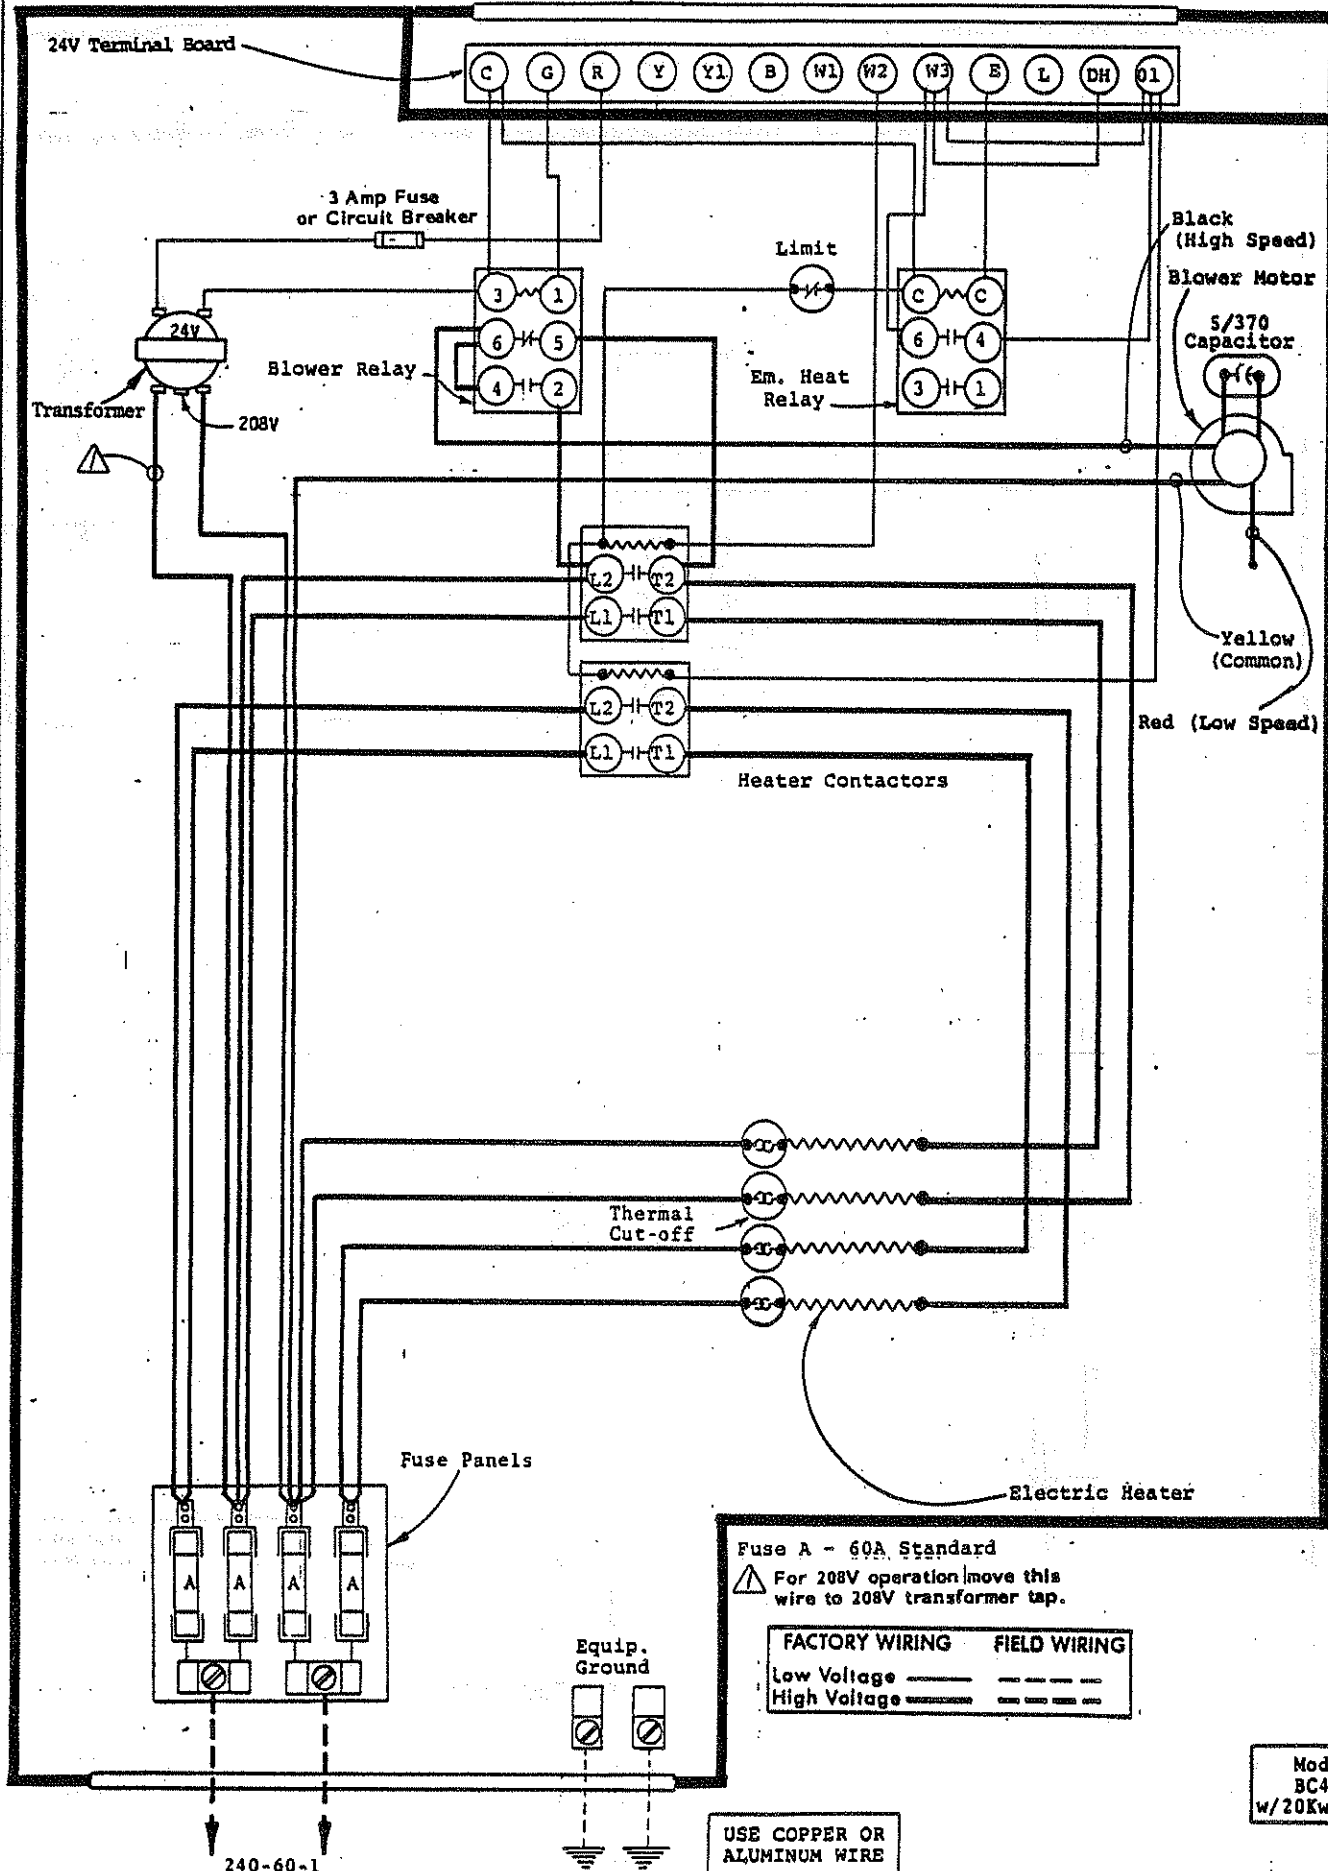 24V Terminal Board
C G R Y Y1 B W1 W2 W3 E L DH O1
3 Amp Fuse
or Circuit Breaker
Black
(High Speed)
Limit
Blower Motor
3 1
C C
24V
6 5
6 4
5/370
Capacitor
Blower Relay
4 2
Em. Heat
Relay
3 1
Transformer
208V
1
L2 T2
L1 T1
Yellow
(Common)
L2 T2
Red (Low Speed)
L1 T1
Heater Contactors
Thermal
Cut-off
Fuse Panels
Electric Heater
A A A A
Fuse A - 60A Standard
1 For 208V operation move this
wire to 208V transformer tap.
FACTORY WIRING FIELD WIRING
Low Voltage
High Voltage
Equip.
Ground
Mod
BC4
w/20Kw
USE COPPER OR
ALUMINUM WIRE
240-60-1